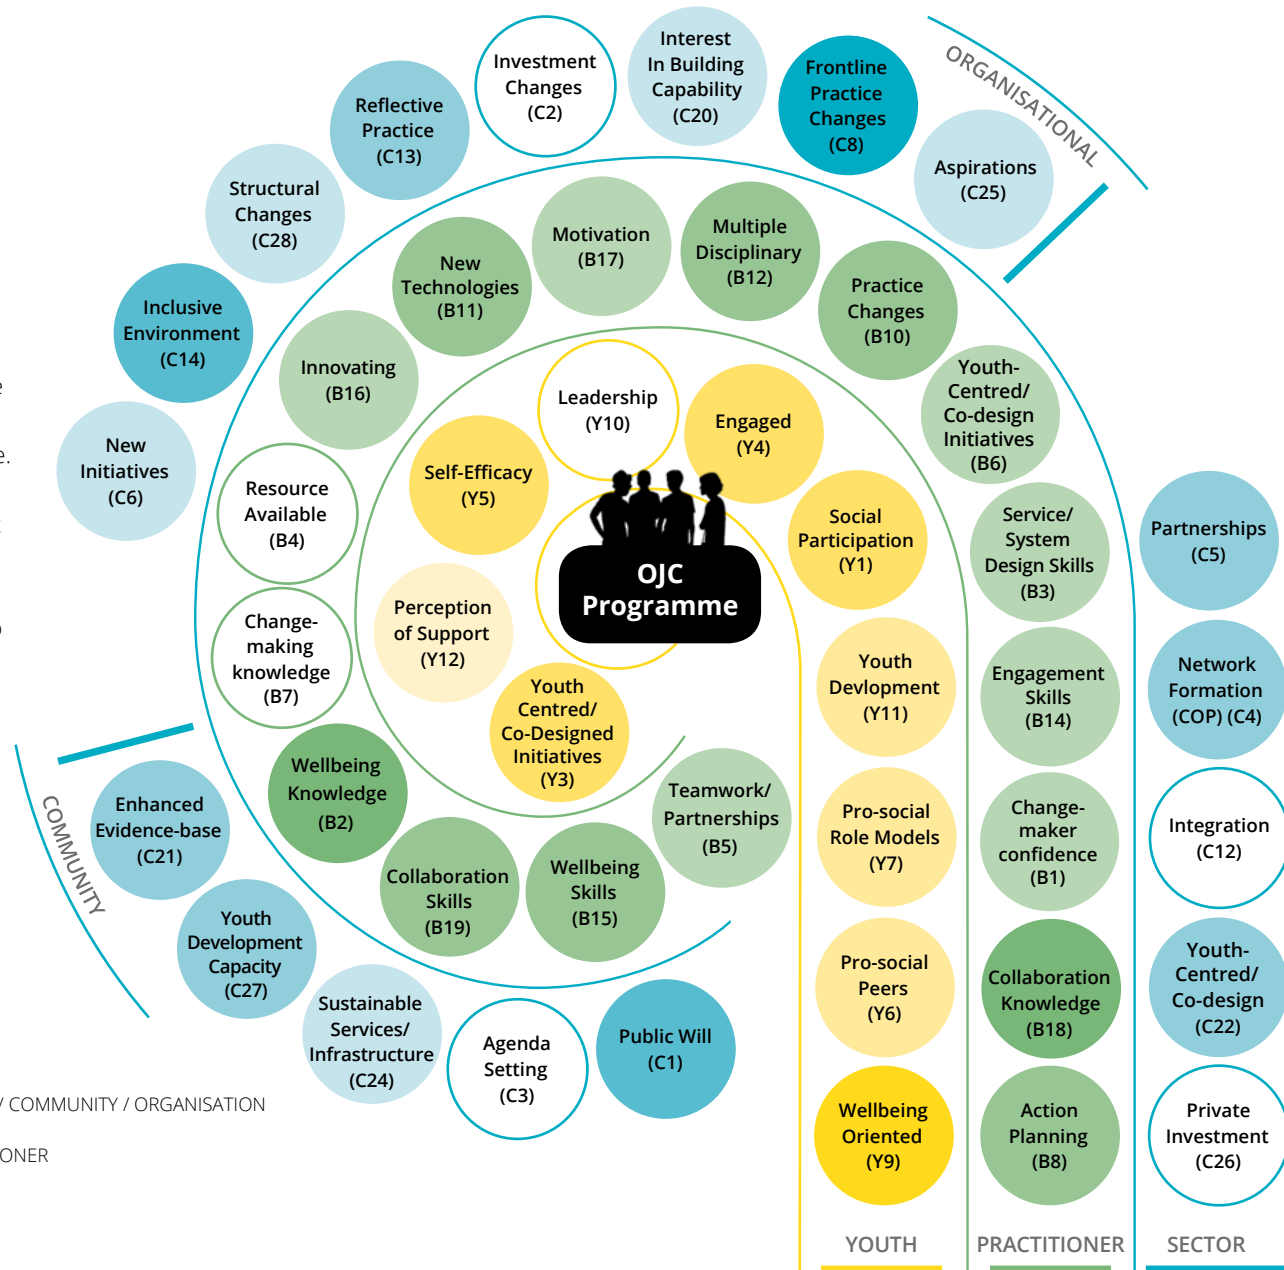 ORGANISATIONAL
Investment
Changes
(C2)
Interest
In Building
Capability
(C20)
Frontline
Practice
Changes
(C8)
Aspirations
(C25)
Reflective
Practice
(C13)
Structural
Changes
(C28)
Inclusive
Environment
(C14)
New
Initiatives
(C6)
New
Technologies
(B11)
Motivation
(B17)
Multiple
Disciplinary
(B12)
Practice
Changes
(B10)
Youth-
Centred/
Co-design
Initiatives
(B6)
Innovating
(B16)
Resource
Available
(B4)
Change-
making
knowledge
(B7)
Leadership
(Y10)
Engaged
(Y4)
Self-Efficacy
(Y5)
Social
Participation
(Y1)
Service/
System
Design Skills
(B3)
Partnerships
(C5)
OJC
Programme
Perception
of Support
(Y12)
Youth
Centred/
Co-Designed
Initiatives
(Y3)
Youth
Devlopment
(Y11)
Engagement
Skills
(B14)
Network
Formation
(COP) (C4)
COMMUNITY
Enhanced
Evidence-base
(C21)
Wellbeing
Knowledge
(B2)
Collaboration
Skills
(B19)
Wellbeing
Skills
(B15)
Teamwork/
Partnerships
(B5)
Pro-social
Role Models
(Y7)
Change-
maker
confidence
(B1)
Integration
(C12)
Youth
Development
Capacity
(C27)
Sustainable
Services/
Infrastructure
(C24)
Agenda
Setting
(C3)
Public Will
(C1)
Pro-social
Peers
(Y6)
Collaboration
Knowledge
(B18)
Youth-
Centred/
Co-design
(C22)
Wellbeing
Oriented
(Y9)
Action
Planning
(B8)
Private
Investment
(C26)
/ COMMUNITY / ORGANISATION
ONER
YOUTH
PRACTITIONER
SECTOR